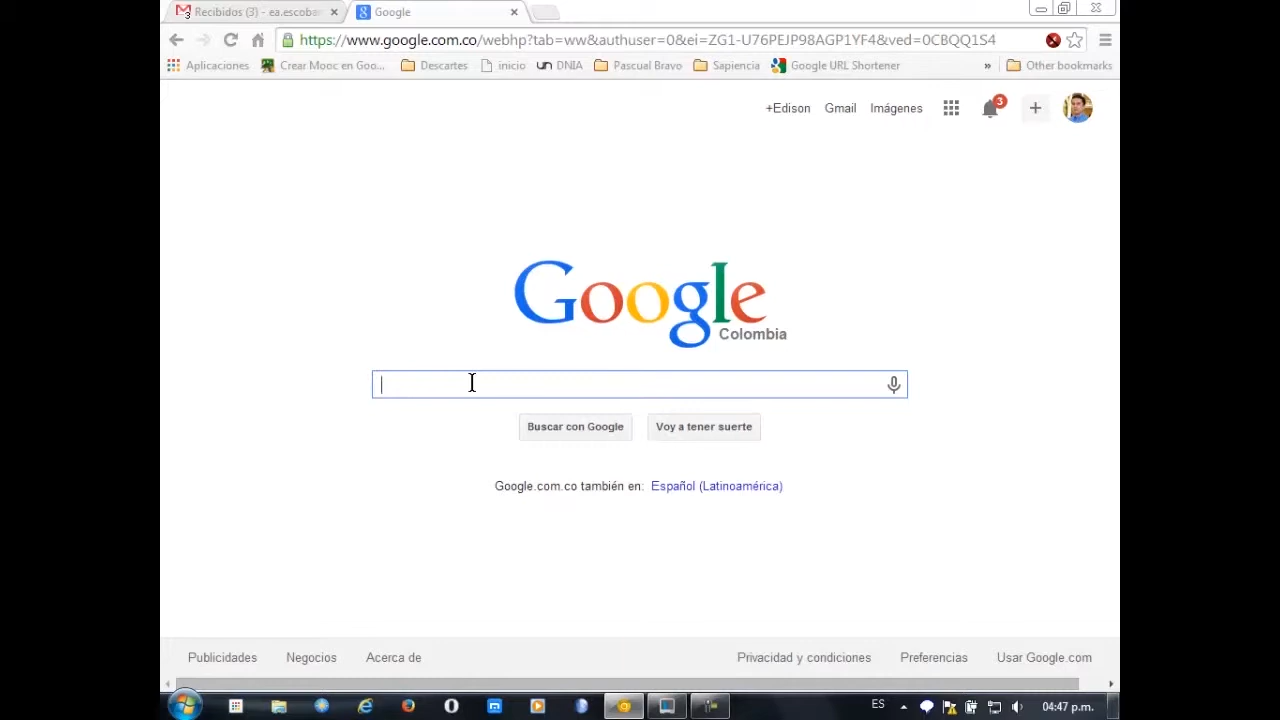 Recibidos (3) - ea.escobar
Google
https://www.google.com.co/webhp?tab=ww&authuser=0&ei=ZG1-U76PEJP98AGP1YF4&ved=0CBQQ1S4
Aplicaciones Crear Mooc en Goo... Descartes inicio DNIA Pascual Bravo Sapiencia Google URL Shortener » Other bookmarks
+Edison Gmail Imágenes 3
Google
Colombia
Buscar con Google Voy a tener suerte
Google.com.co también en: Español (Latinoamérica)
Publicidades Negocios Acerca de Privacidad y condiciones Preferencias Usar Google.com
ES 04:47 p.m.